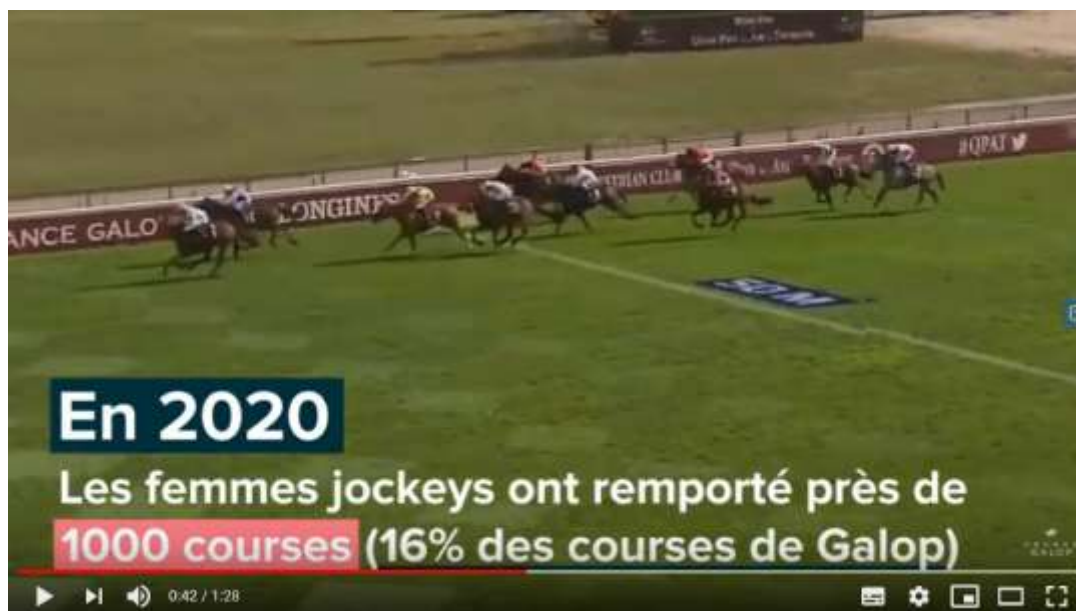 ANCE GALO
LONGINES
#QPAT
50 M
En 2020
Les femmes jockeys ont remporté près de
1000 courses (16% des courses de Galop)
0:42 / 1:28